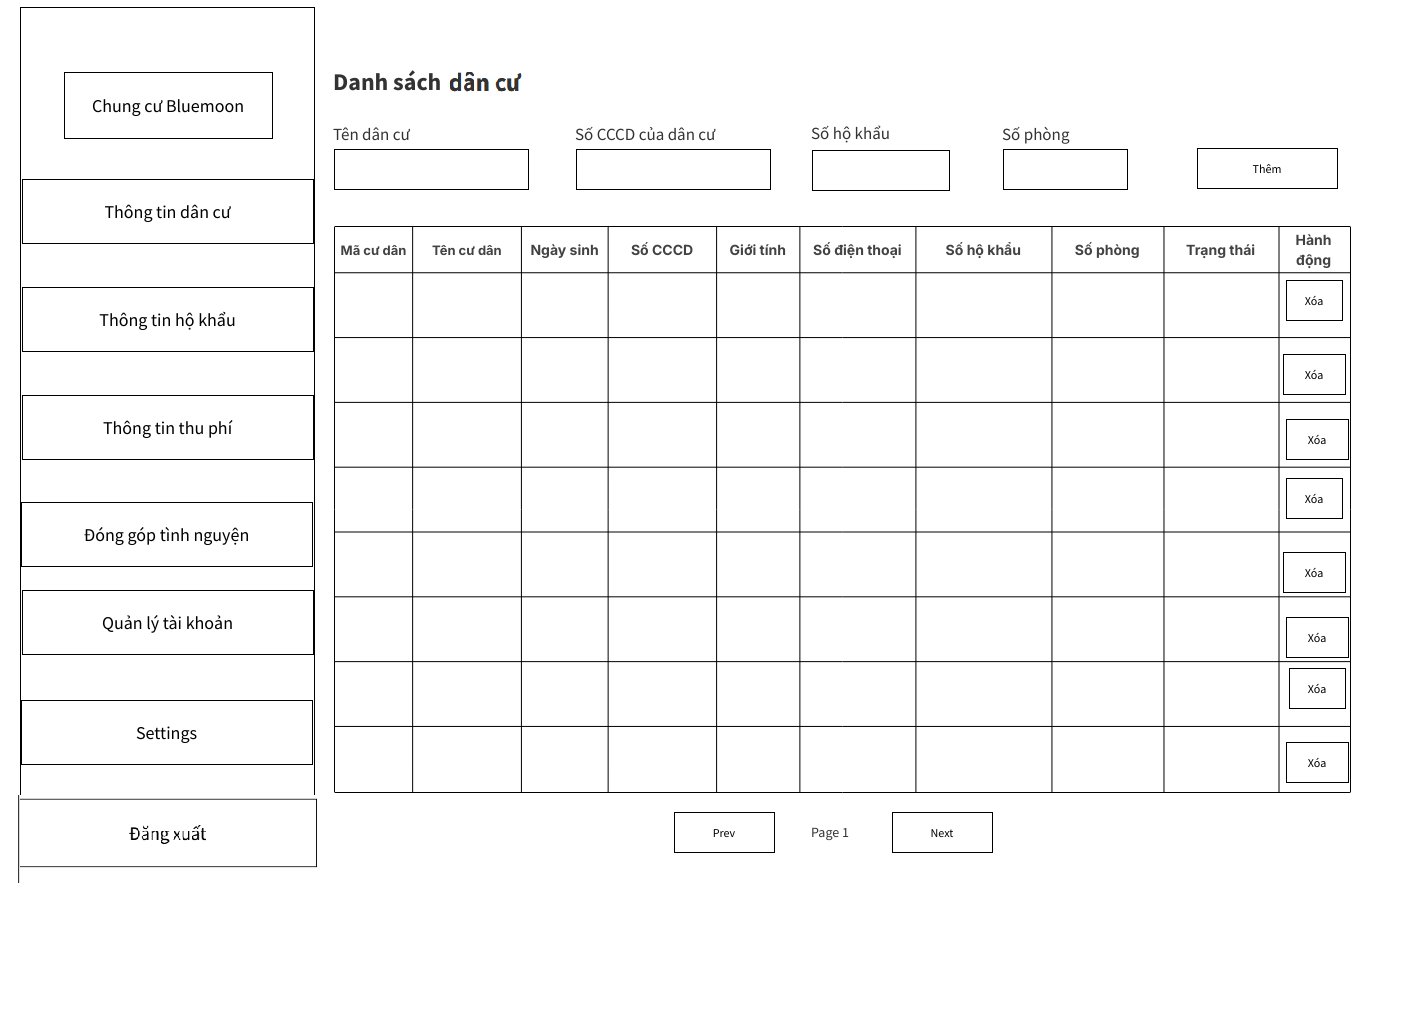 Chung cư Bluemoon
Thông tin dân cư
Thông tin hộ khẩu
Thông tin thu phí
Đóng góp tình nguyện
Quản lý tài khoản
Settings
Đăng xuất
Danh sách dân cư
Tên dân cư
Số CCCD của dân cư
Số hộ khẩu
Số phòng
Thêm
Mã cư dân
Tên cư dân
Ngày sinh
Số CCCD
Giới tính
Số điện thoại
Số hộ khẩu
Số phòng
Trạng thái
Hành
động
Xóa
Xóa
Xóa
Xóa
Xóa
Xóa
Xóa
Xóa
Prev
Page 1
Next